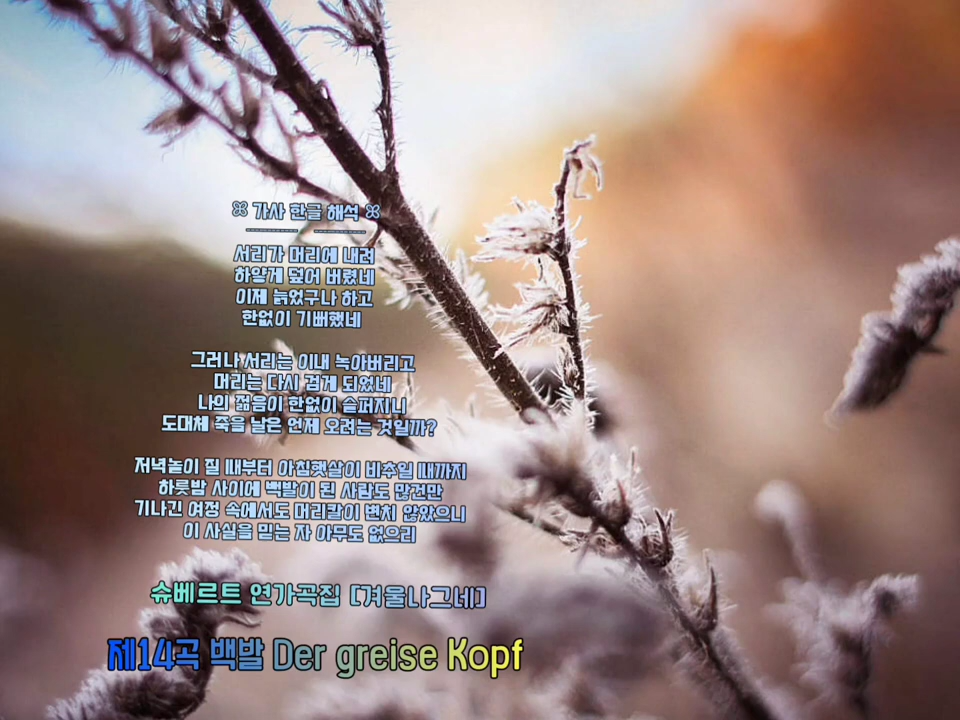 ꕤ 가사 한글 해석 ꕤ
서리가 머리에 내려
하얗게 덮어 버렸네
이제 늙었구나 하고
한없이 기뻐했네
그러나 서리는 이내 녹아버리고
머리는 다시 검게 되었네
나의 젊음이 한없이 슬퍼지니
도대체 죽을 날은 언제 오려는 것일까?
저녁놀이 질 때부터 아침햇살이 비추일 때까지
하룻밤 사이에 백발이 된 사람도 많건만
기나긴 여정 속에서도 머리칼이 변치 않았으니
이 사실을 믿는 자 아무도 없으리
슈베르트 연가곡집 [겨울나그네]
제14곡 백발 Der greise Kopf